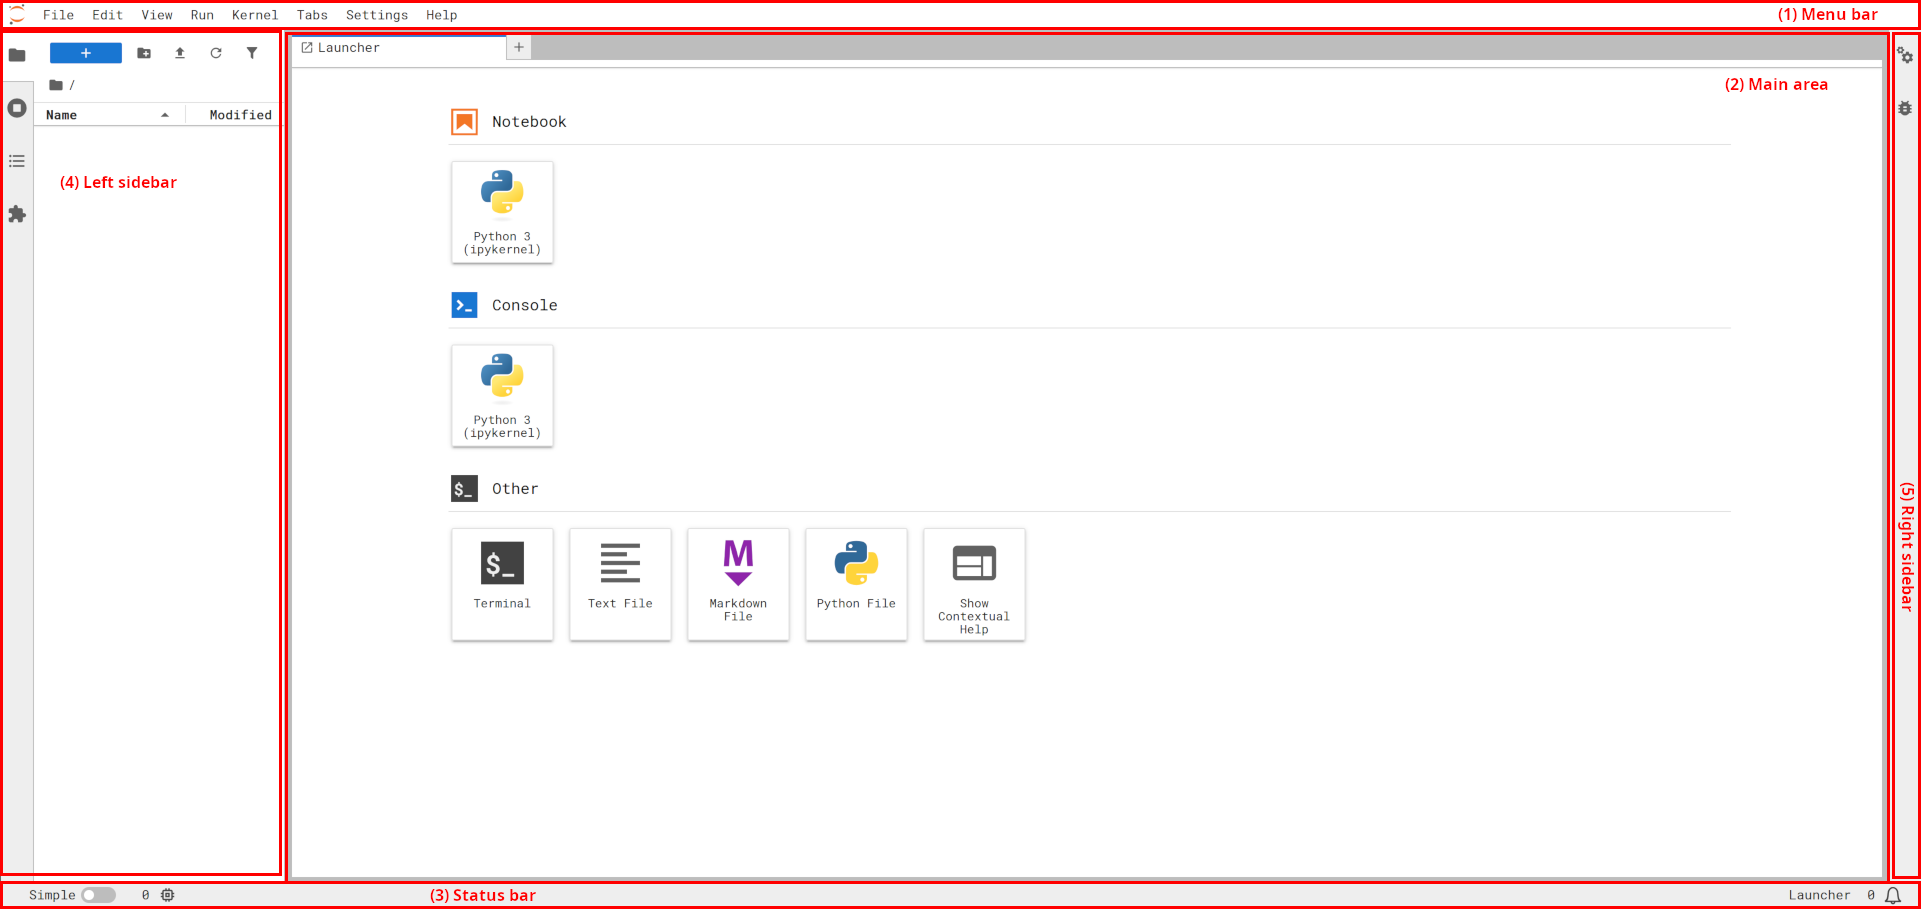 File Edit View Run Kernel Tabs Settings Help
(1) Menu bar
+
/
Name Modified
(4) Left sidebar
Launcher +
(2) Main area
Notebook
Python 3
(ipykernel)
>_ Console
Python 3
(ipykernel)
$_ Other
$_
Terminal
Text File
M
Markdown
File
Python File
Show
Contextual
Help
(5) Right sidebar
Simple 0
(3) Status bar
Launcher 0